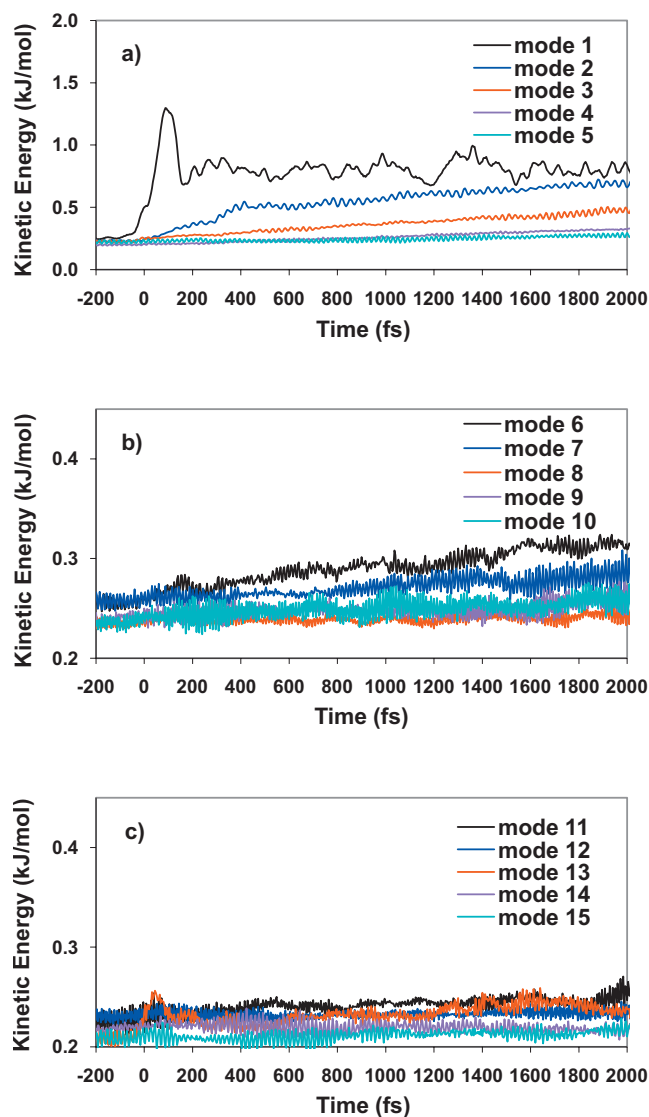 a)
2.0
1.5
1.0
0.5
0.0
Kinetic Energy (kJ/mol)
mode 1
mode 2
mode 3
mode 4
mode 5
-200 0 200 400 600 800 1000 1200 1400 1600 1800 2000
Time (fs)
b)
0.4
0.3
0.2
Kinetic Energy (kJ/mol)
mode 6
mode 7
mode 8
mode 9
mode 10
-200 0 200 400 600 800 1000 1200 1400 1600 1800 2000
Time (fs)
c)
0.4
0.3
0.2
Kinetic Energy (kJ/mol)
mode 11
mode 12
mode 13
mode 14
mode 15
-200 0 200 400 600 800 1000 1200 1400 1600 1800 2000
Time (fs)